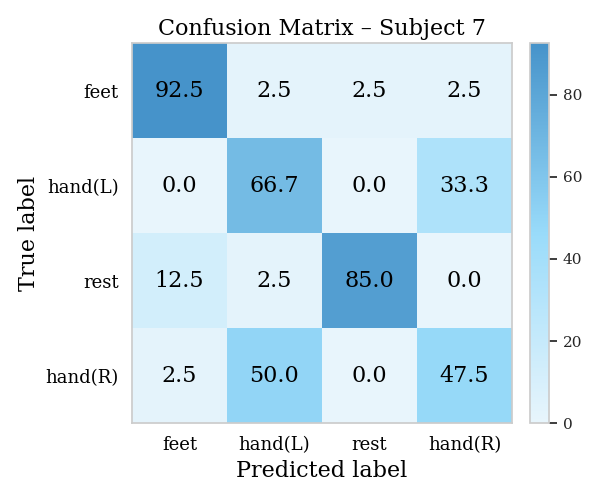 Confusion Matrix – Subject 7
True label
feet 92.5 2.5 2.5 2.5
hand(L) 0.0 66.7 0.0 33.3
rest 12.5 2.5 85.0 0.0
hand(R) 2.5 50.0 0.0 47.5
feet hand(L) rest hand(R)
Predicted label
80
60
40
20
0